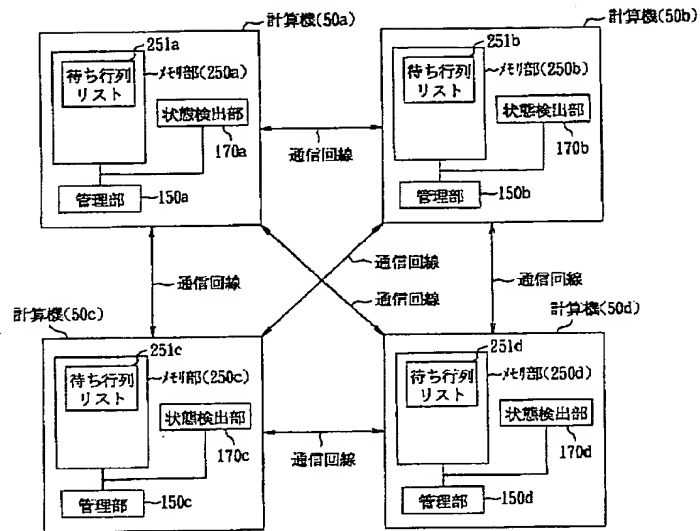 計算機(50a)
251a
待ち行列
リスト
メモリ部(250a)
状態検出部
170a
管理部
150a
計算機(50b)
251b
待ち行列
リスト
メモリ部(250b)
状態検出部
170b
管理部
150b
通信回線
通信回線
通信回線
通信回線
通信回線
計算機(50c)
251c
待ち行列
リスト
メモリ部(250c)
状態検出部
170c
管理部
150c
計算機(50d)
251d
待ち行列
リスト
メモリ部(250d)
状態検出部
170d
管理部
150d
通信回線